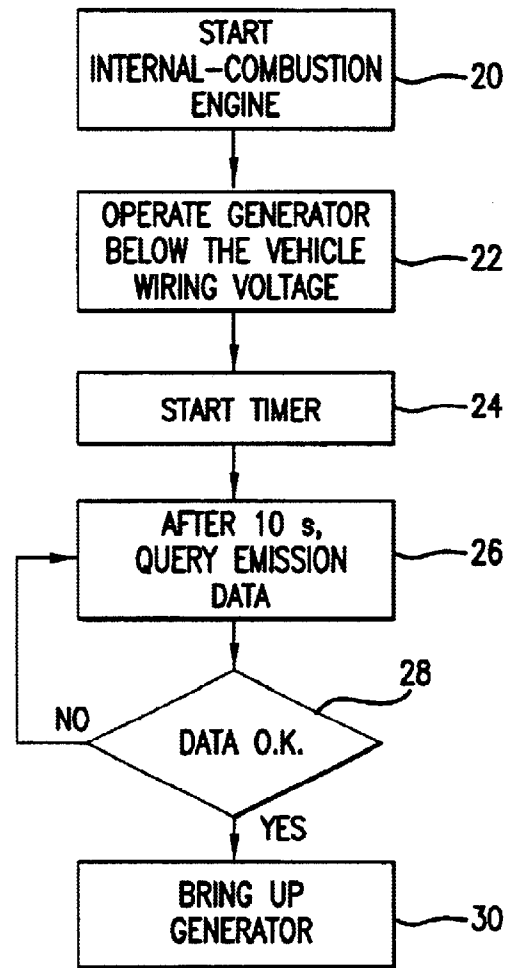 START
INTERNAL-COMBUSTION
ENGINE
20
OPERATE GENERATOR
BELOW THE VEHICLE
WIRING VOLTAGE
22
START TIMER
24
AFTER 10 s,
QUERY EMISSION
DATA
26
28
NO
DATA O.K.
YES
BRING UP
GENERATOR
30